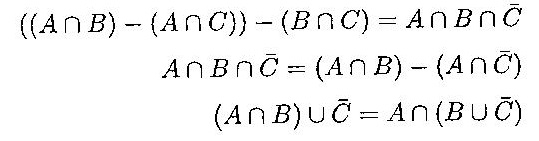 ((A ∩ B) − (A ∩ C)) − (B ∩ C) = A ∩ B ∩ C̄
A ∩ B ∩ C̄ = (A ∩ B) − (A ∩ C̄)
(A ∩ B) ∪ C̄ = A ∩ (B ∪ C̄)